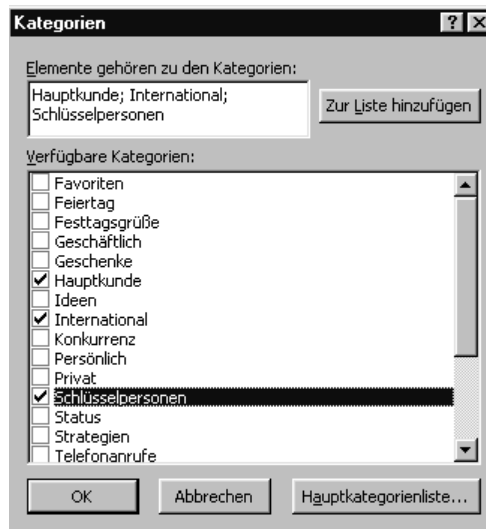 Kategorien
Elemente gehören zu den Kategorien:
Hauptkunde; International;
Schlüsselpersonen
Zur Liste hinzufügen
Verfügbare Kategorien:
Favoriten
Feiertag
Festtagsgrüße
Geschäftlich
Geschenke
Hauptkunde
Ideen
International
Konkurrenz
Persönlich
Privat
Schlüsselpersonen
Status
Strategien
Telefonanrufe
OK
Abbrechen
Hauptkategorienliste...